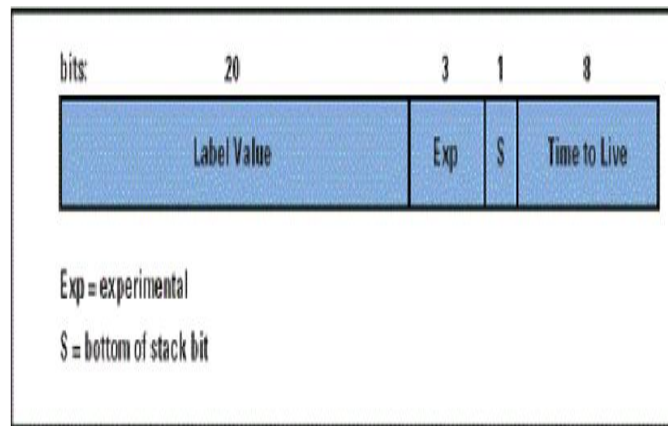 bits: 20 3 1 8
Label Value Exp S Time to Live
Exp = experimental
S = bottom of stack bit